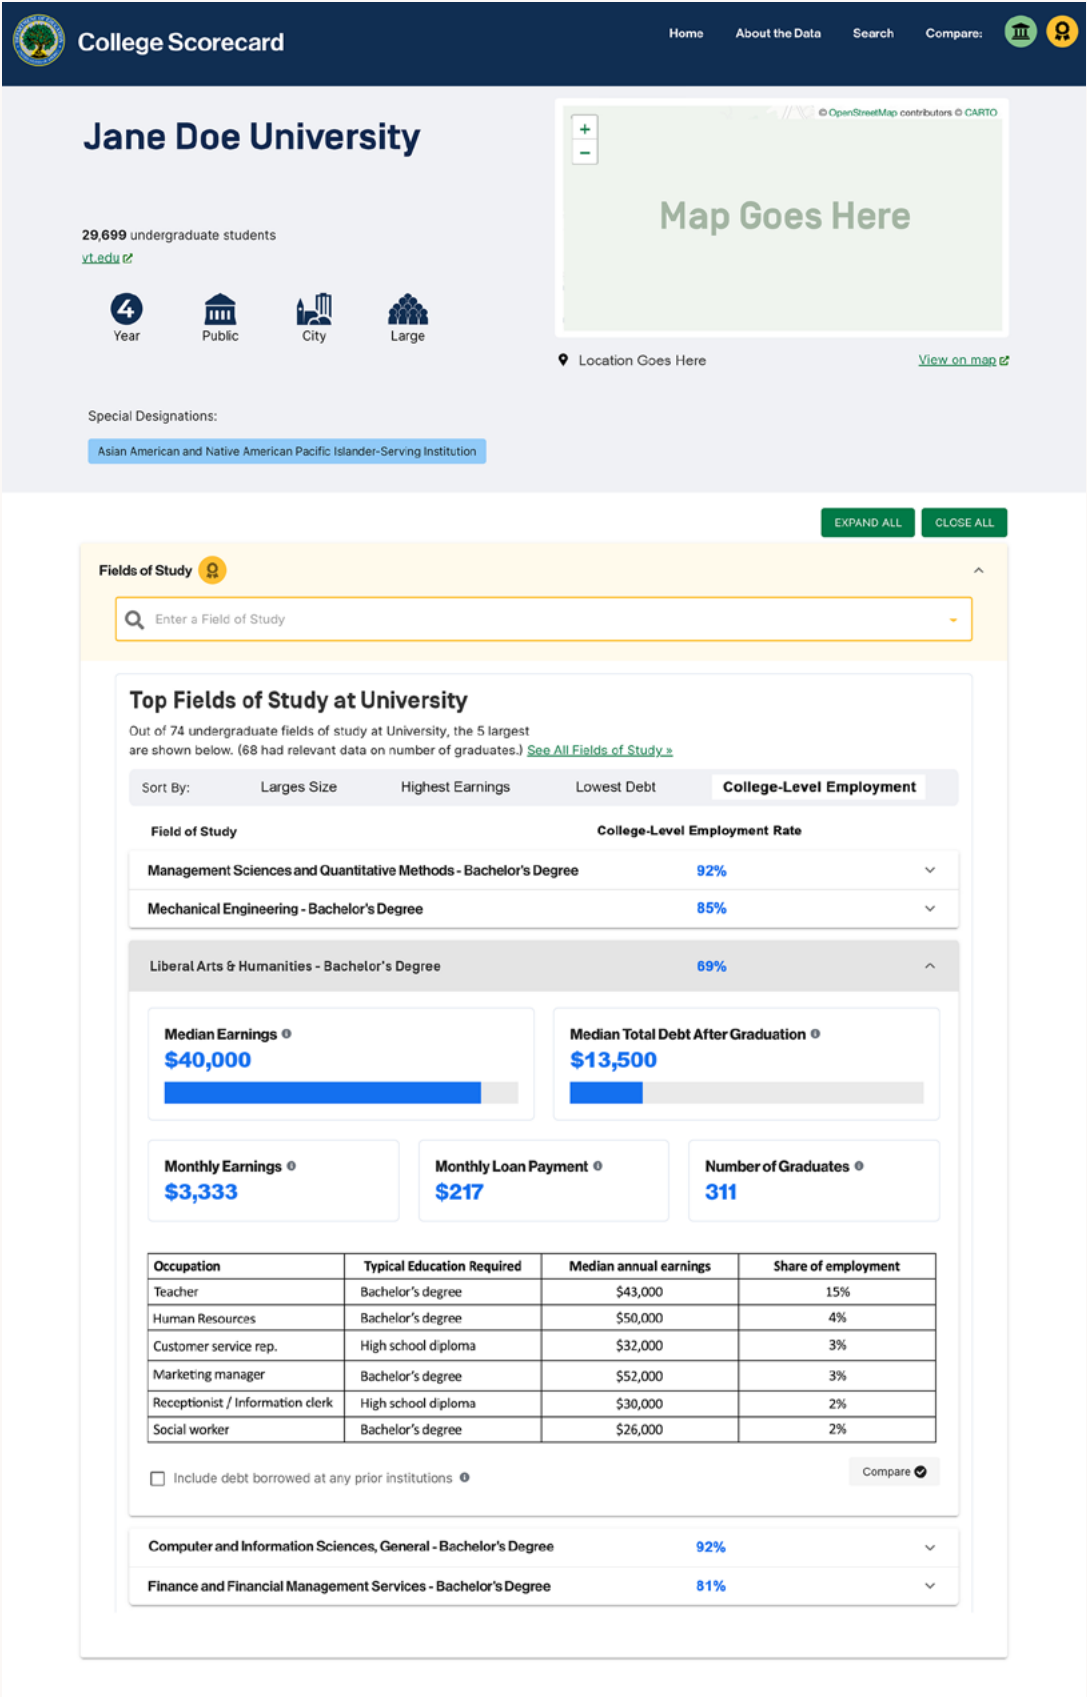 College Scorecard
Home About the Data Search Compare:
Jane Doe University
29,699 undergraduate students
vt.edu
4
Year Public City Large
© OpenStreetMap contributors © CARTO
+
−
Map Goes Here
Location Goes Here View on map
Special Designations:
Asian American and Native American Pacific Islander-Serving Institution
EXPAND ALL CLOSE ALL
Fields of Study
Enter a Field of Study
Top Fields of Study at University
Out of 74 undergraduate fields of study at University, the 5 largest
are shown below. (68 had relevant data on number of graduates.) See All Fields of Study »
Sort By: Larges Size Highest Earnings Lowest Debt College-Level Employment
Field of Study College-Level Employment Rate
Management Sciences and Quantitative Methods - Bachelor's Degree 92%
Mechanical Engineering - Bachelor's Degree 85%
Liberal Arts & Humanities - Bachelor's Degree 69%
Median Earnings Median Total Debt After Graduation
$40,000 $13,500
Monthly Earnings Monthly Loan Payment Number of Graduates
$3,333 $217 311
Occupation Typical Education Required Median annual earnings Share of employment
Teacher Bachelor's degree $43,000 15%
Human Resources Bachelor's degree $50,000 4%
Customer service rep. High school diploma $32,000 3%
Marketing manager Bachelor's degree $52,000 3%
Receptionist / Information clerk High school diploma $30,000 2%
Social worker Bachelor's degree $26,000 2%
Include debt borrowed at any prior institutions Compare
Computer and Information Sciences, General - Bachelor's Degree 92%
Finance and Financial Management Services - Bachelor's Degree 81%